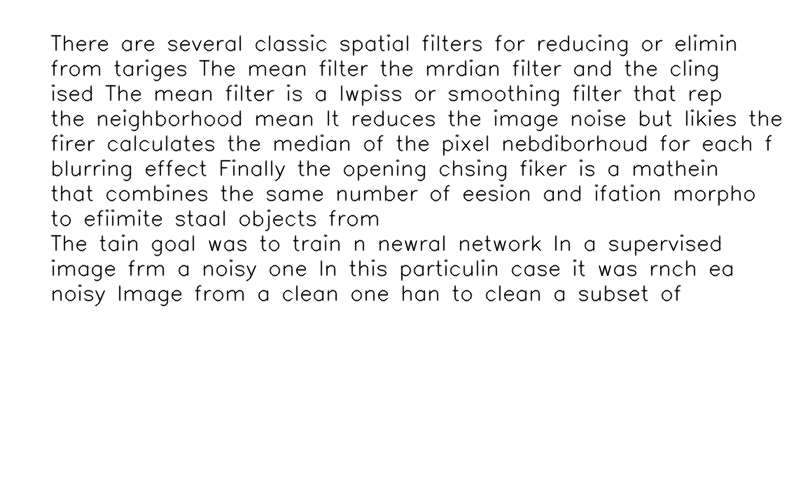 There are several classic spatial filters for reducing or elimin
from tariges The mean filter the mrdian filter and the cling
ised The mean filter is a lwpiss or smoothing filter that rep
the neighborhood mean It reduces the image noise but likies the
firer calculates the median of the pixel nebdiborhoud for each f
blurring effect Finally the opening chsing fiker is a mathein
that combines the same number of eesion and ifation morpho
to efiimite staal objects from
The tain goal was to train n newral network In a supervised
image frm a noisy one In this particulin case it was rnch ea
noisy Image from a clean one han to clean a subset of